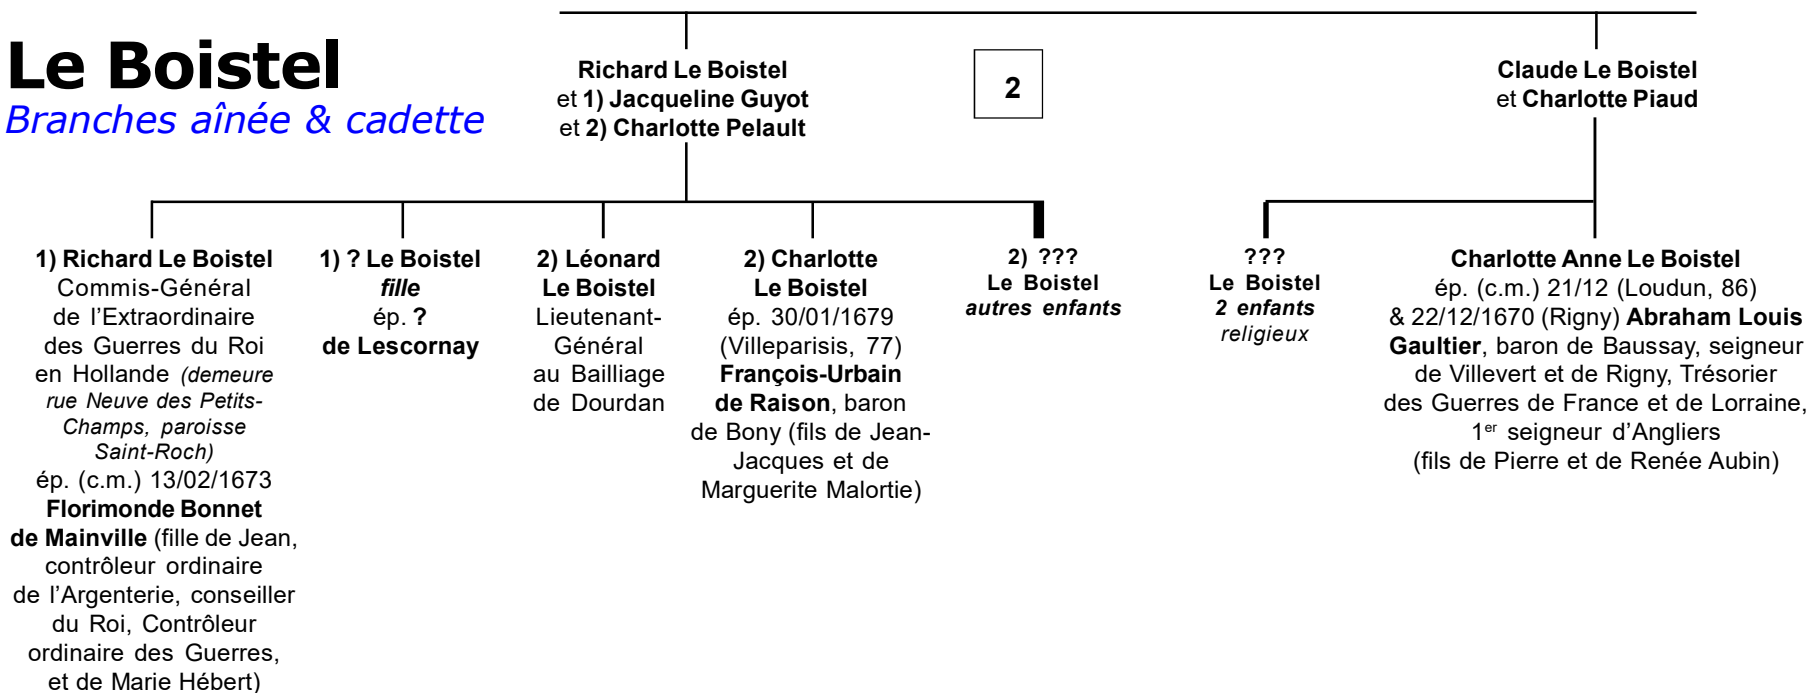 Le Boistel
Branches aînée & cadette
Richard Le Boistel
et 1) Jacqueline Guyot
et 2) Charlotte Pelault
2
Claude Le Boistel
et Charlotte Piaud
1) Richard Le Boistel
Commis-Général
de l’Extraordinaire
des Guerres du Roi
en Hollande (demeure
rue Neuve des Petits-
Champs, paroisse
Saint-Roch)
ép. (c.m.) 13/02/1673
Florimonde Bonnet
de Mainville (fille de Jean,
contrôleur ordinaire
de l’Argenterie, conseiller
du Roi, Contrôleur
ordinaire des Guerres,
et de Marie Hébert)
1) ? Le Boistel
fille
ép. ?
de Lescornay
2) Léonard
Le Boistel
Lieutenant-
Général
au Bailliage
de Dourdan
2) Charlotte
Le Boistel
ép. 30/01/1679
(Villeparisis, 77)
François-Urbain
de Raison, baron
de Bony (fils de Jean-
Jacques et de
Marguerite Malortie)
2) ???
Le Boistel
autres enfants
???
Le Boistel
2 enfants
religieux
Charlotte Anne Le Boistel
ép. (c.m.) 21/12 (Loudun, 86)
& 22/12/1670 (Rigny) Abraham Louis
Gaultier, baron de Baussay, seigneur
de Villevert et de Rigny, Trésorier
des Guerres de France et de Lorraine,
1er seigneur d’Angliers
(fils de Pierre et de Renée Aubin)